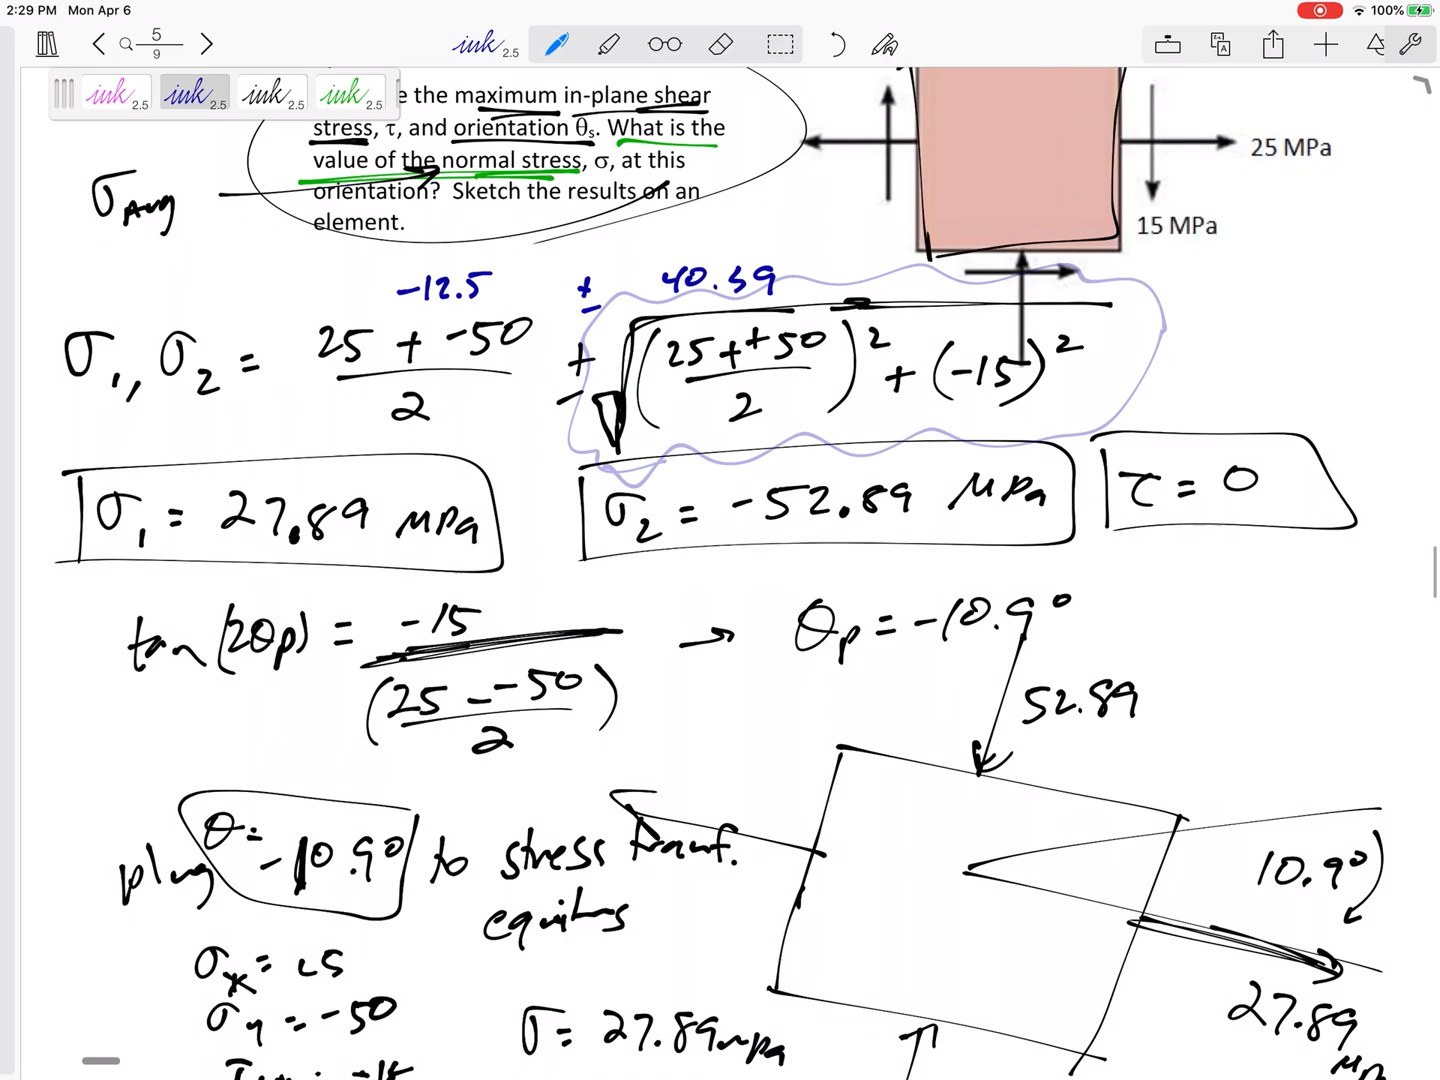 2:29 PM Mon Apr 6
100%
5
9
ink 2.5
ink 2.5
ink 2.5
ink 2.5
ink 2.5
e the maximum in-plane shear
stress, τ, and orientation θs. What is the
value of the normal stress, σ, at this
orientation? Sketch the results on an
element.
σAvg
25 MPa
15 MPa
-12.5 ± 40.39
σ1, σ2 = (25 + -50)/2 ± √((25 + +50)/2)² + (-15)²
σ1 = 27.89 MPa
σ2 = -52.89 MPa
τ = 0
tan(2θp) = -15/((25 - -50)/2) → θp = -10.9°
52.89
plug θ = -10.9° to stress tranf.
equitns
10.9°
27.89
σx = 25
σy = -50
σ = 27.89 MPa